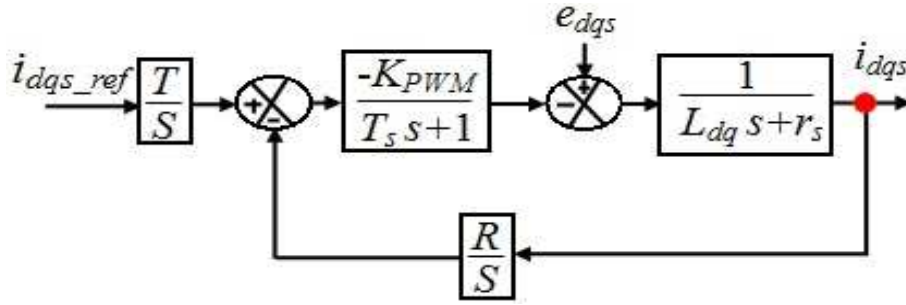 e_dqs
i_dqs_ref
T
S
+
-
-K_PWM
T_s s+1
-
+
1
L_dq s+r_s
i_dqs
R
S